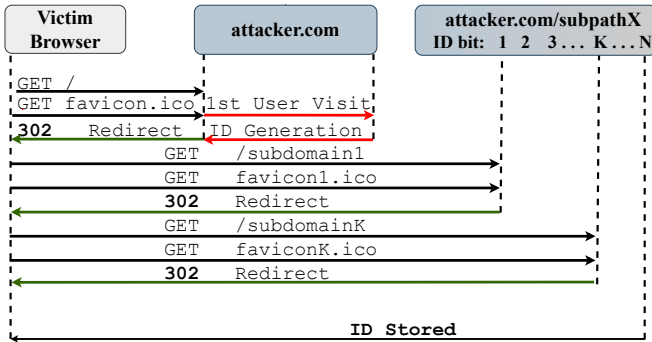 Victim
Browser
attacker.com
attacker.com/subpathX
ID bit: 1 2 3 ... K ... N
GET /
GET favicon.ico 1st User Visit
302 Redirect ID Generation
GET /subdomain1
GET favicon1.ico
302 Redirect
GET /subdomainK
GET faviconK.ico
302 Redirect
ID Stored